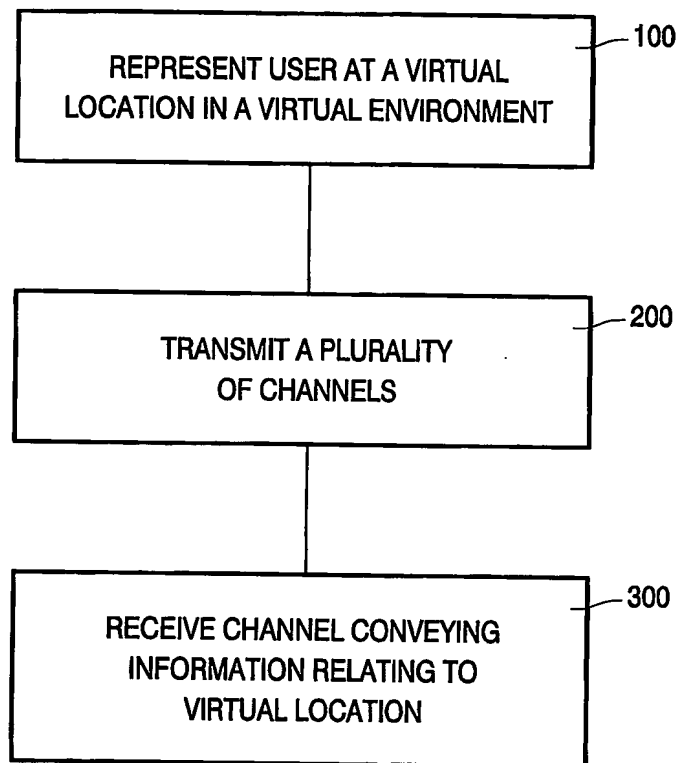 100
REPRESENT USER AT A VIRTUAL
LOCATION IN A VIRTUAL ENVIRONMENT
200
TRANSMIT A PLURALITY
OF CHANNELS
300
RECEIVE CHANNEL CONVEYING
INFORMATION RELATING TO
VIRTUAL LOCATION